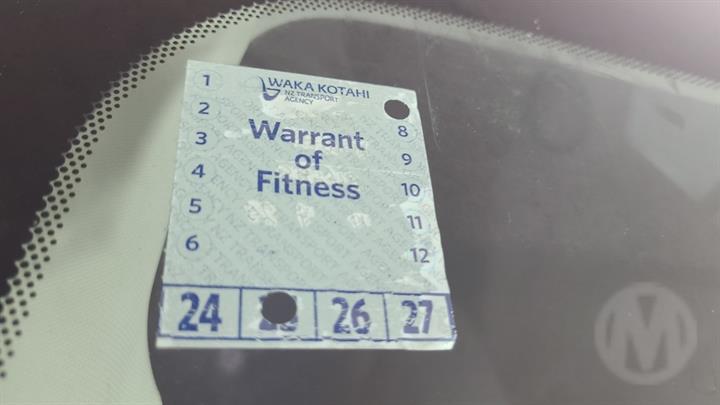 WAKA KOTAHI
NZ TRANSPORT
AGENCY
Warrant
of
Fitness
1
2
3
4
5
6
8
9
10
11
12
24
26
27
M